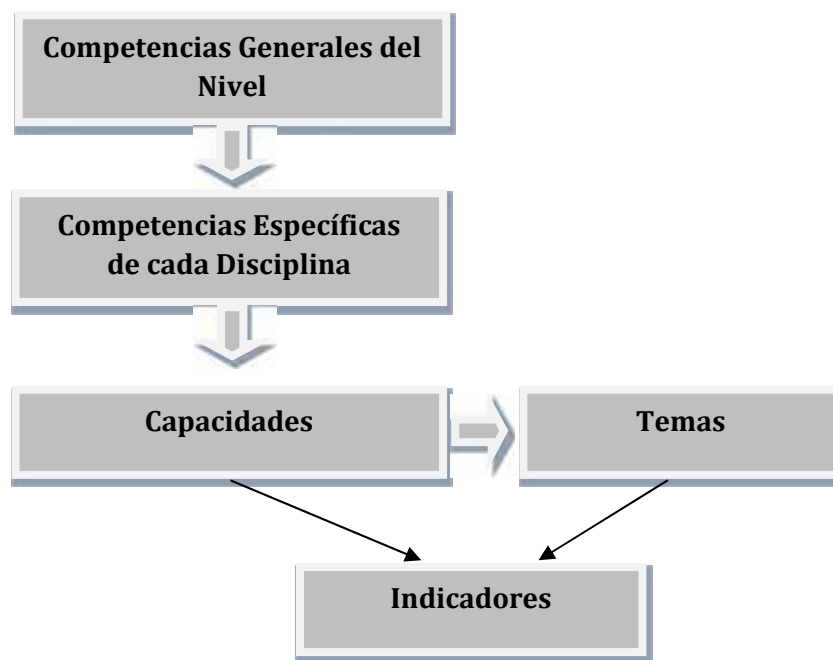 Competencias Generales del
Nivel
Competencias Específicas
de cada Disciplina
Capacidades
Temas
Indicadores